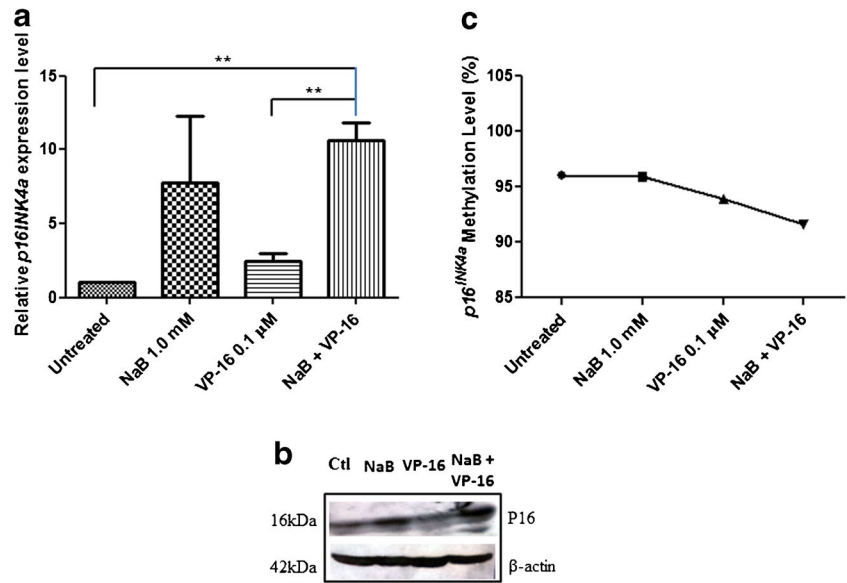 a
Relative p16INK4a expression level
15
10
5
0
**
**
Untreated
NaB 1.0 mM
VP-16 0.1 µM
NaB + VP-16
c
p16INK4a Methylation Level (%)
105
100
95
90
85
Untreated
NaB 1.0 mM
VP-16 0.1 µM
NaB + VP-16
b
Ctl NaB VP-16 NaB +
VP-16
16kDa P16
42kDa β-actin